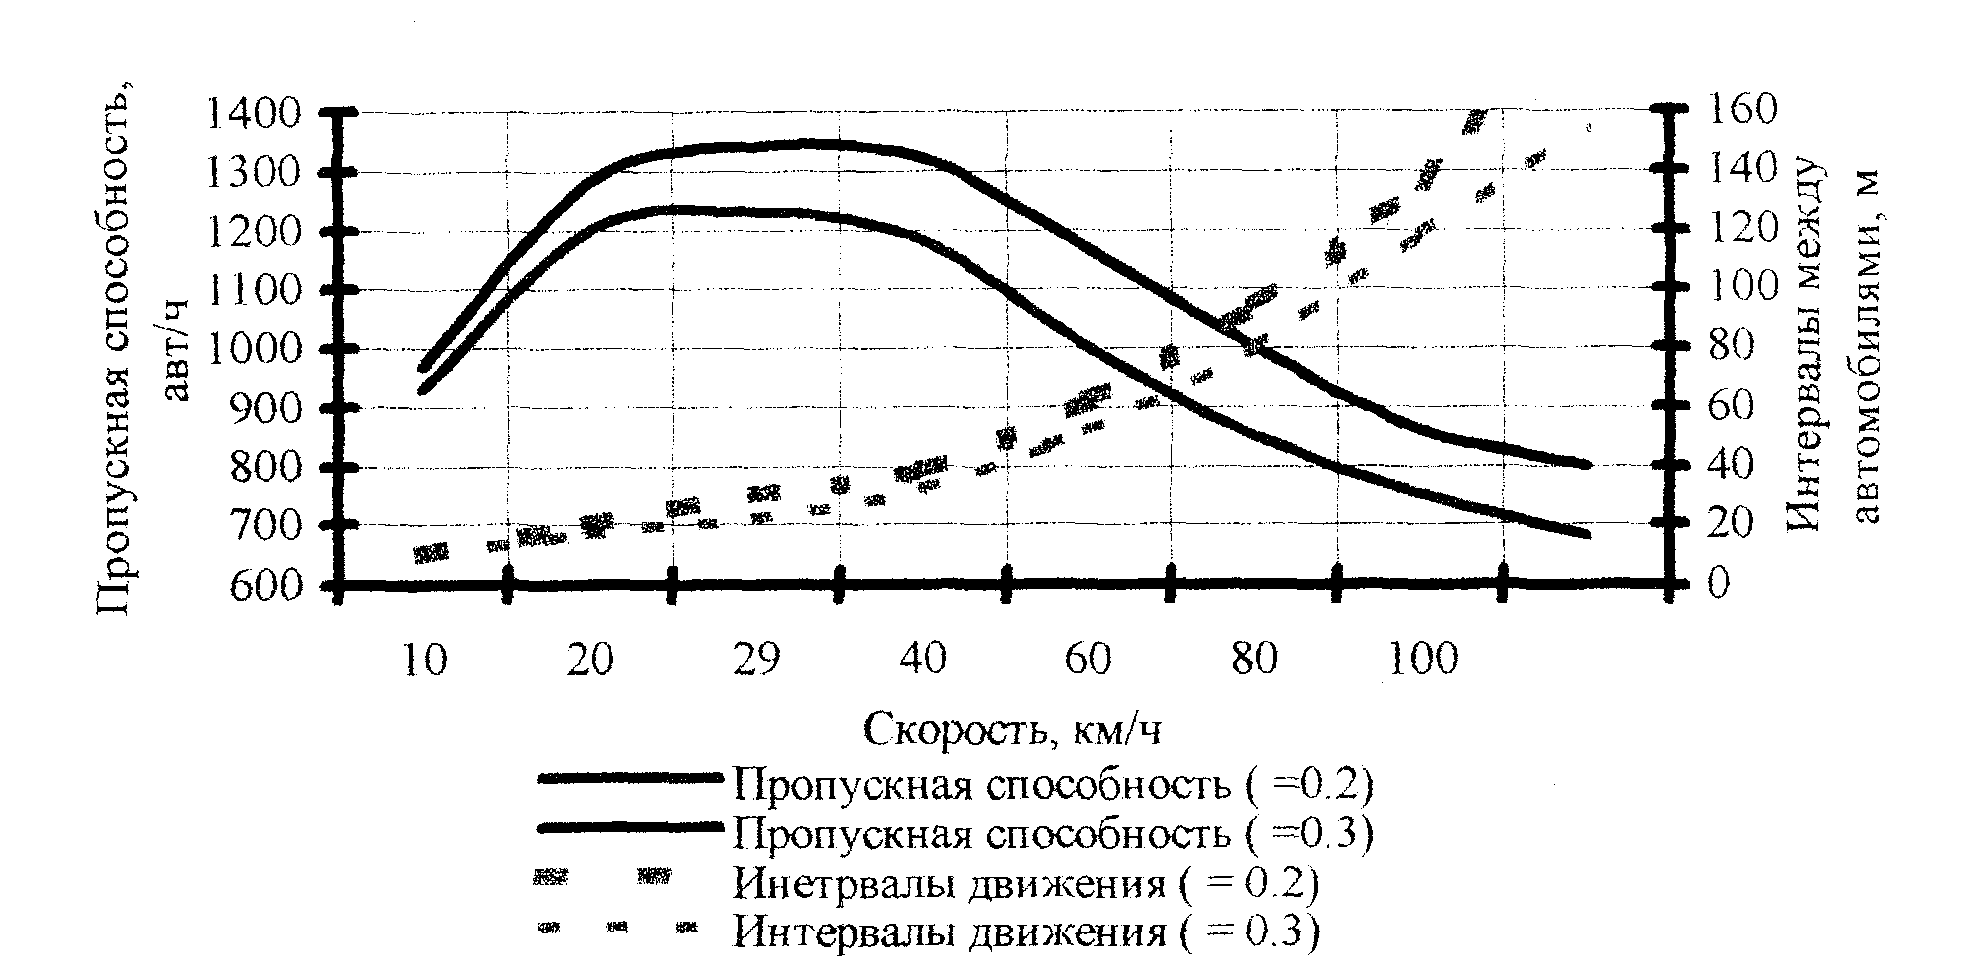 Пропускная способность,
авт/ч
1400
1300
1200
1100
1000
900
800
700
600
160
140
120
100
80
60
40
20
0
Интервалы между
автомобилями, м
10 20 29 40 60 80 100
Скорость, км/ч
Пропускная способность ( =0.2)
Пропускная способность ( =0.3)
Инетрвалы движения ( = 0.2)
Интервалы движения ( = 0.3)